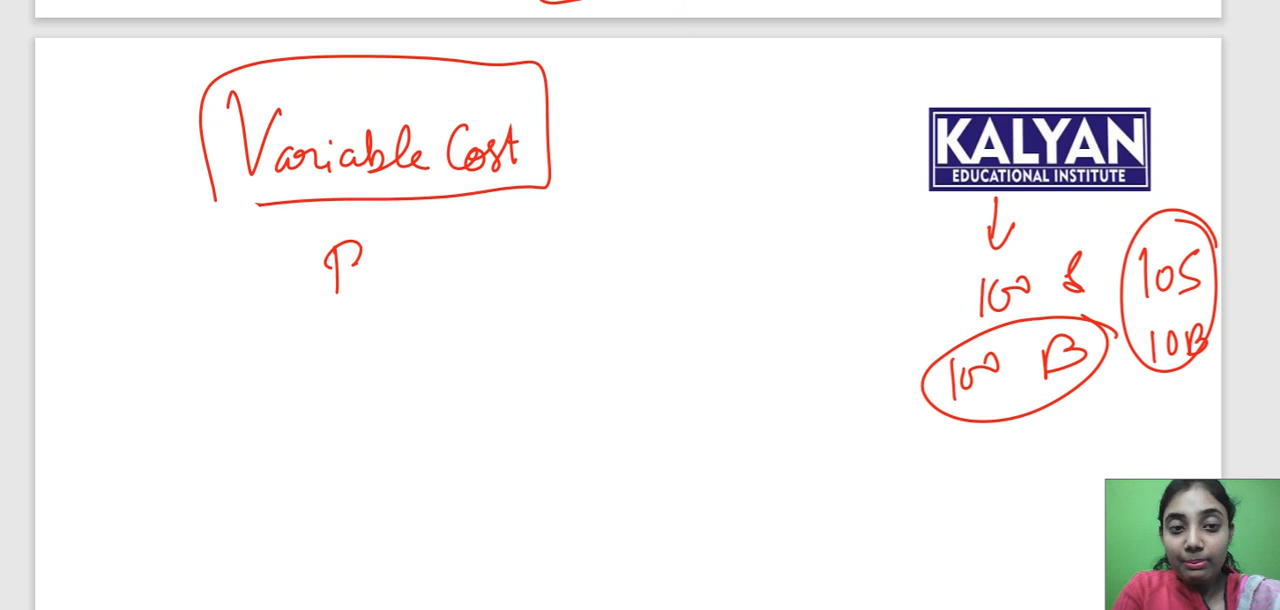 Variable Cost
KALYAN
EDUCATIONAL INSTITUTE
P
100 S
10S
100 B
10B